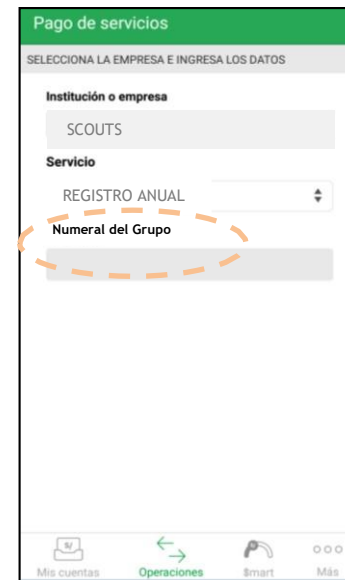 Pago de servicios
SELECCIONA LA EMPRESA E INGRESA LOS DATOS
Institución o empresa
SCOUTS
Servicio
REGISTRO ANUAL
Numeral del Grupo
S/
Mis cuentas Operaciones $mart Más